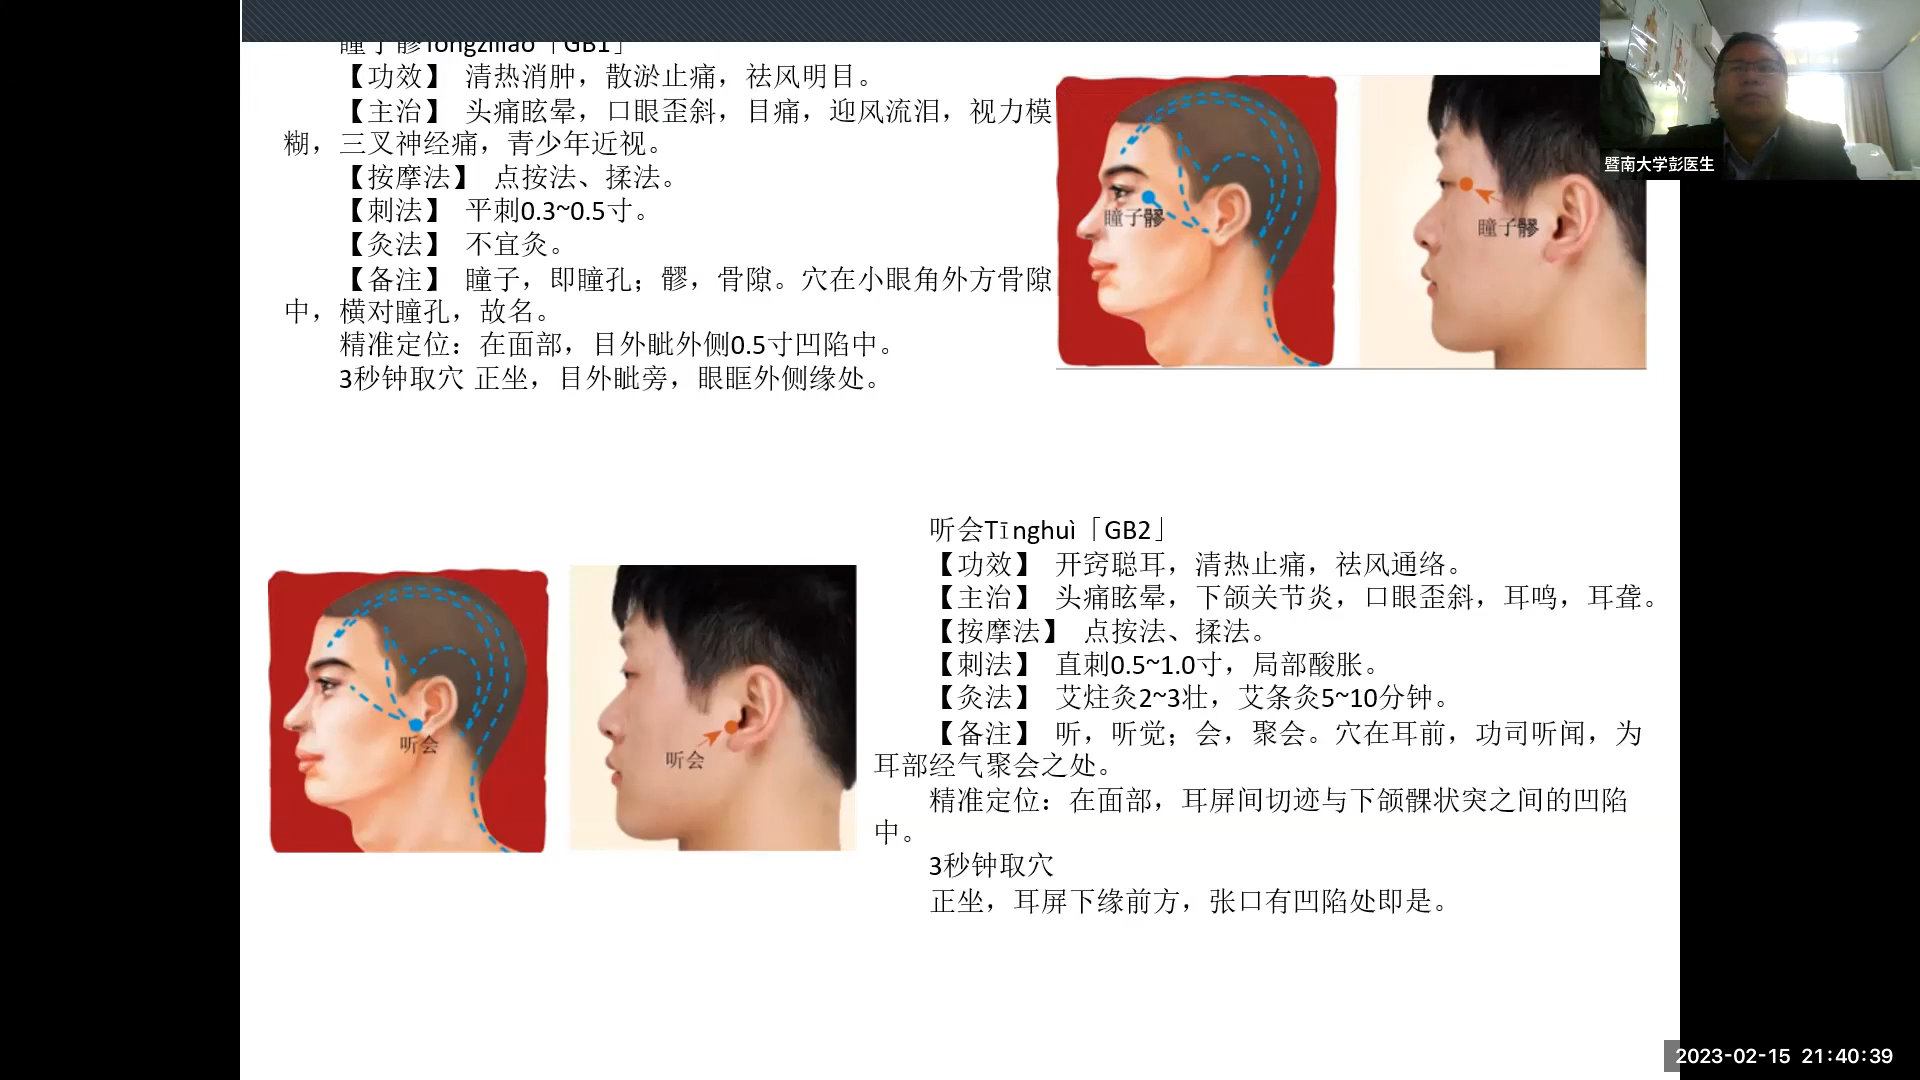 瞳子髎Tóngzǐliáo「GB1」
【功效】 清热消肿，散淤止痛，祛风明目。
【主治】 头痛眩晕，口眼歪斜，目痛，迎风流泪，视力模
糊，三叉神经痛，青少年近视。
【按摩法】 点按法、揉法。
【刺法】 平刺0.3~0.5寸。
【灸法】 不宜灸。
【备注】 瞳子，即瞳孔；髎，骨隙。穴在小眼角外方骨隙
中，横对瞳孔，故名。
精准定位：在面部，目外眦外侧0.5寸凹陷中。
3秒钟取穴 正坐，目外眦旁，眼眶外侧缘处。
瞳子髎
瞳子髎
暨南大学彭医生
听会Tīnghuì「GB2」
【功效】 开窍聪耳，清热止痛，祛风通络。
【主治】 头痛眩晕，下颌关节炎，口眼歪斜，耳鸣，耳聋。
【按摩法】 点按法、揉法。
【刺法】 直刺0.5~1.0寸，局部酸胀。
【灸法】 艾炷灸2~3壮，艾条灸5~10分钟。
【备注】 听，听觉；会，聚会。穴在耳前，功司听闻，为
耳部经气聚会之处。
精准定位：在面部，耳屏间切迹与下颌髁状突之间的凹陷
中。
3秒钟取穴
正坐，耳屏下缘前方，张口有凹陷处即是。
听会
听会
2023-02-15 21:40:39